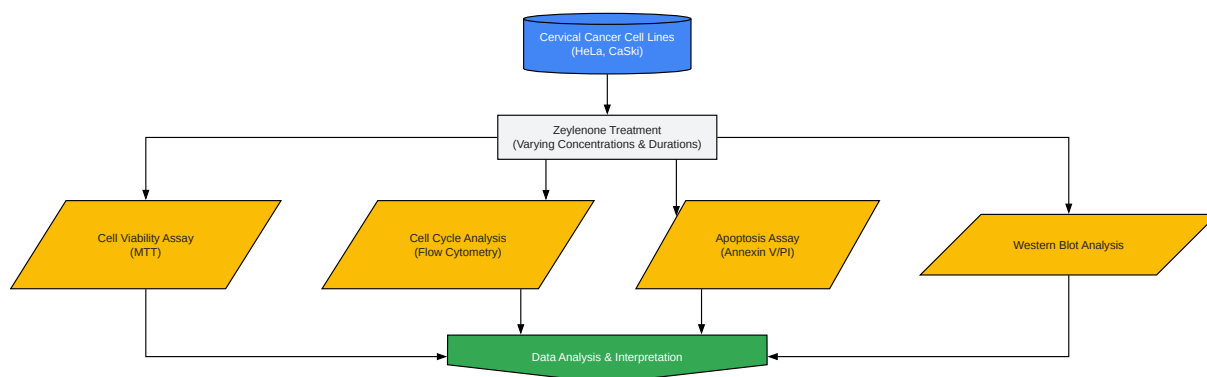 Cervical Cancer Cell Lines
(HeLa, CaSki)
Zeylenone Treatment
(Varying Concentrations & Durations)
Cell Viability Assay
(MTT)
Cell Cycle Analysis
(Flow Cytometry)
Apoptosis Assay
(Annexin V/PI)
Western Blot Analysis
Data Analysis & Interpretation